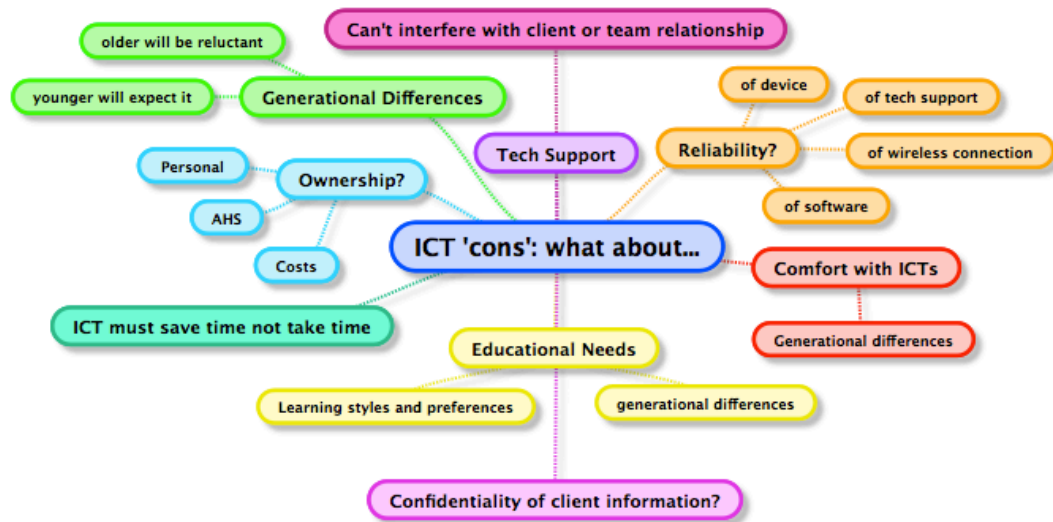 Can't interfere with client or team relationship
older will be reluctant
younger will expect it
Generational Differences
of device
of tech support
Reliability?
of wireless connection
of software
Tech Support
Personal
Ownership?
AHS
Costs
ICT 'cons': what about...
Comfort with ICTs
Generational differences
ICT must save time not take time
Educational Needs
Learning styles and preferences
generational differences
Confidentiality of client information?